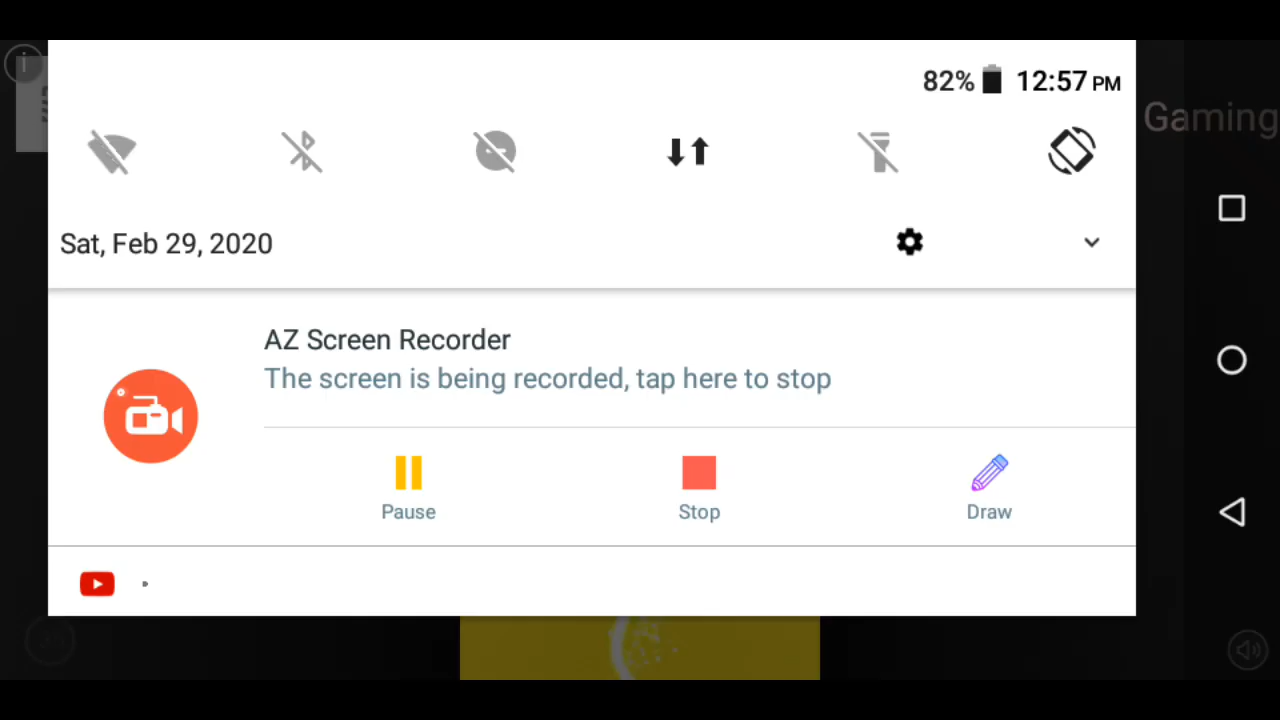 82% 12:57 PM
Gaming
Sat, Feb 29, 2020
AZ Screen Recorder
The screen is being recorded, tap here to stop
Pause Stop Draw